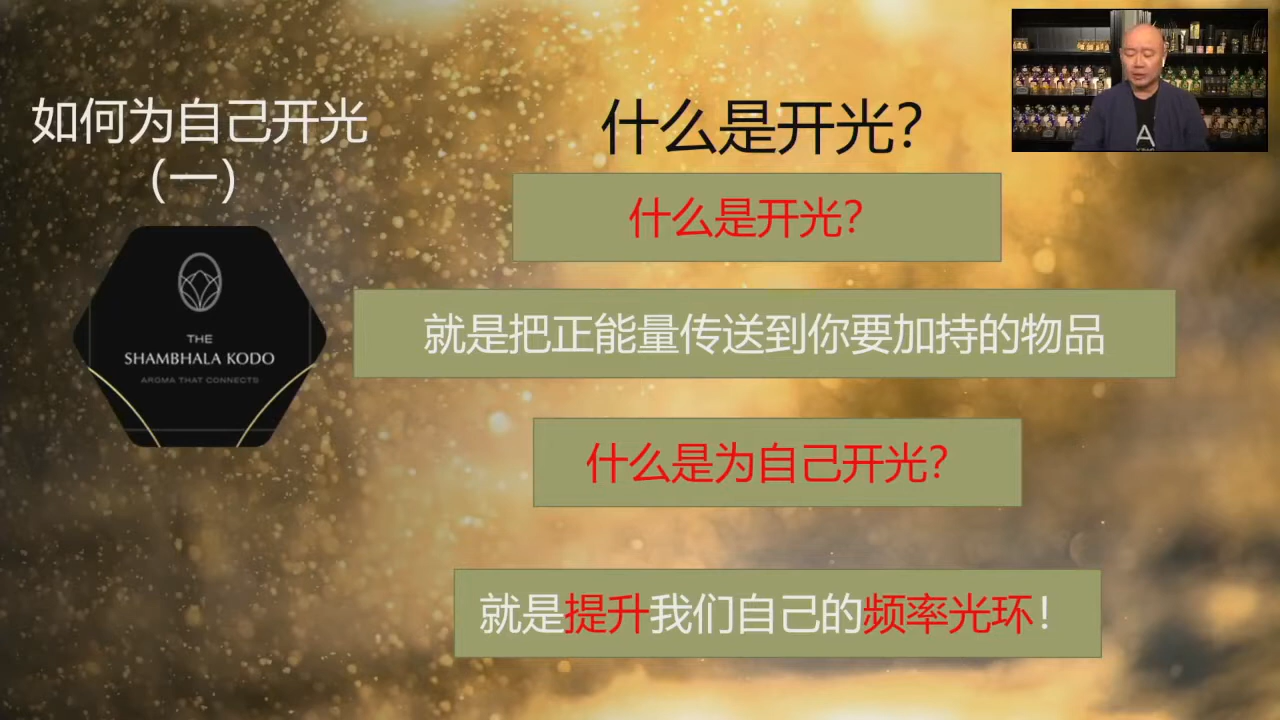 如何为自己开光
（一）
THE
SHAMBHALA KODO
AROMA THAT CONNECTS
什么是开光？
什么是开光？
就是把正能量传送到你要加持的物品
什么是为自己开光？
就是提升我们自己的频率光环！
A